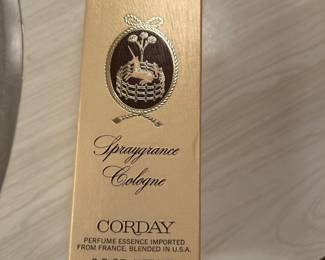 Spraygrance
Cologne
CORDAY
PERFUME ESSENCE IMPORTED
FROM FRANCE, BLENDED IN U.S.A.